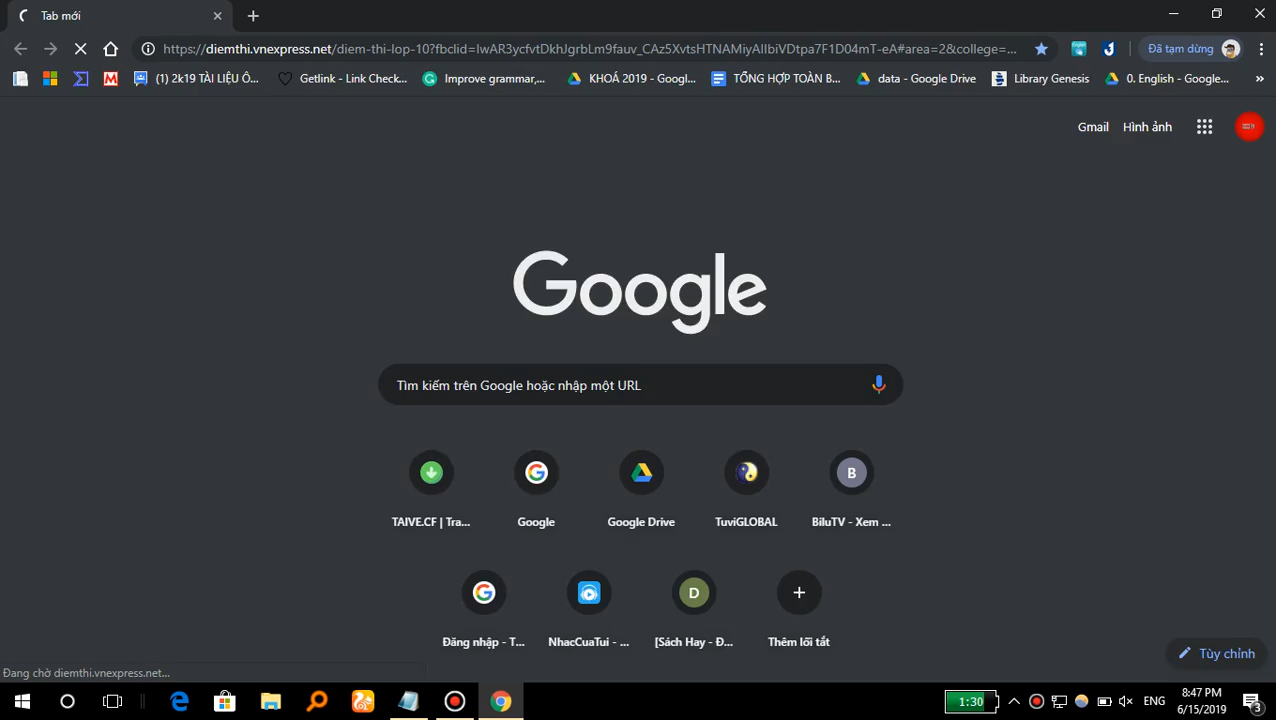 Tab mới
https://diemthi.vnexpress.net/diem-thi-lop-10?fbclid=IwAR3ycfvtDkhJgrbLm9fauv_CAz5XvtsHTNAMiyAlIbiVDtpa7F1D04mT-eA#area=2&college=...
Đã tạm dừng
(1) 2k19 TÀI LIỆU Ô... Getlink - Link Check... Improve grammar,... KHOÁ 2019 - Googl... TỔNG HỢP TOÀN B... data - Google Drive Library Genesis 0. English - Google...
Gmail Hình ảnh
Google
Tìm kiếm trên Google hoặc nhập một URL
B
TAIVE.CF | Tra... Google Google Drive TuviGLOBAL BiluTV - Xem ...
D
Đăng nhập - T... NhacCuaTui - ... [Sách Hay - Đ... Thêm lối tắt
Tùy chỉnh
Đang chờ diemthi.vnexpress.net...
1:30 ENG 8:47 PM
6/15/2019 3